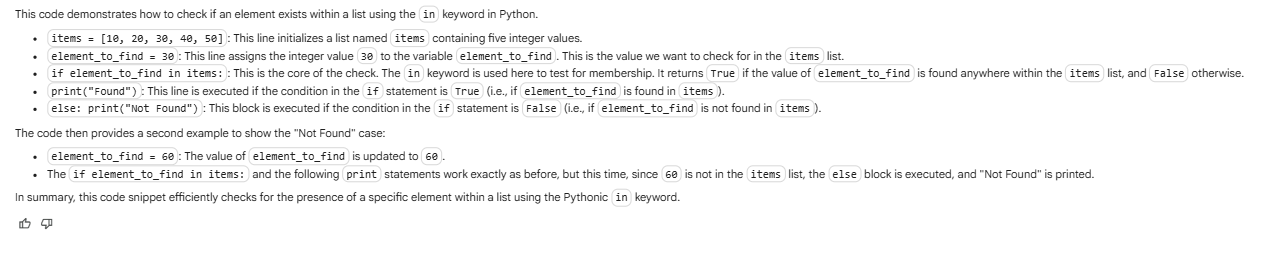 This code demonstrates how to check if an element exists within a list using the in keyword in Python.
• items = [10, 20, 30, 40, 50]: This line initializes a list named items containing five integer values.
• element_to_find = 30: This line assigns the integer value 30 to the variable element_to_find. This is the value we want to check for in the items list.
• if element_to_find in items:: This is the core of the check. The in keyword is used here to test for membership. It returns True if the value of element_to_find is found anywhere within the items list, and False otherwise.
• print("Found"): This line is executed if the condition in the if statement is True (i.e., if element_to_find is found in items).
• else: print("Not Found"): This block is executed if the condition in the if statement is False (i.e., if element_to_find is not found in items).
The code then provides a second example to show the "Not Found" case:
• element_to_find = 60: The value of element_to_find is updated to 60.
• The if element_to_find in items: and the following print statements work exactly as before, but this time, since 60 is not in the items list, the else block is executed, and "Not Found" is printed.
In summary, this code snippet efficiently checks for the presence of a specific element within a list using the Pythonic in keyword.